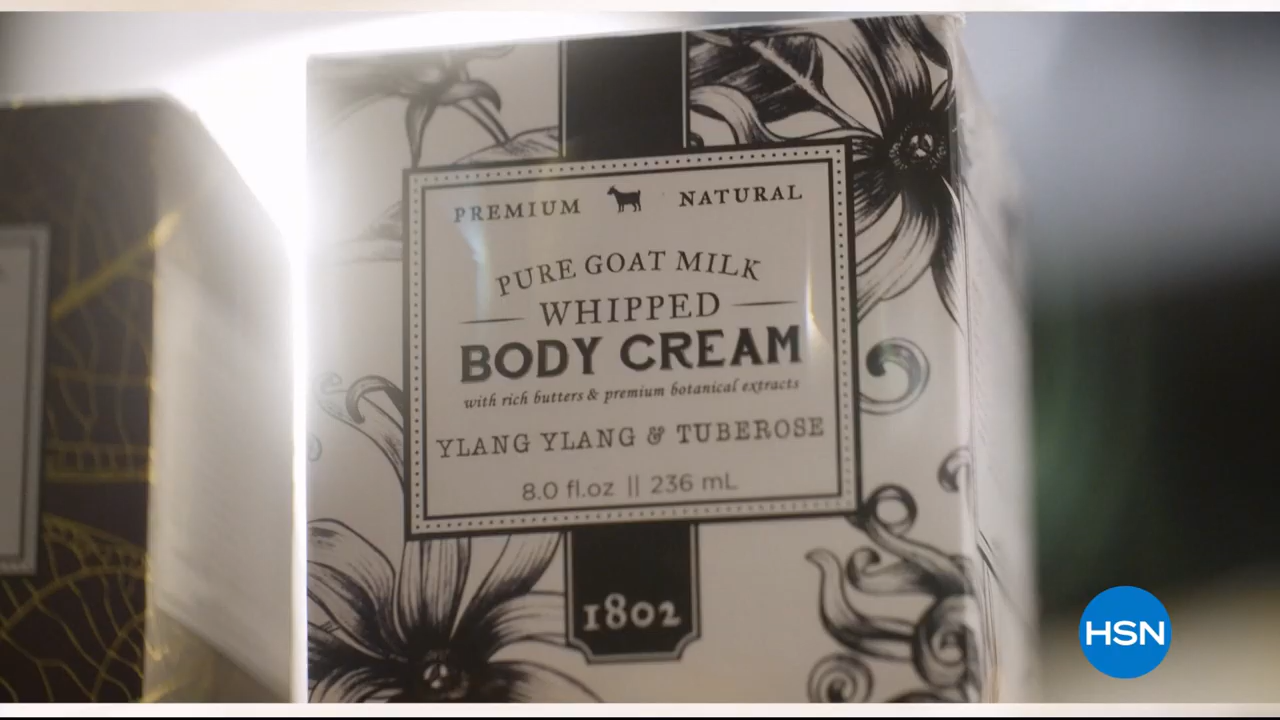 PREMIUM NATURAL
PURE GOAT MILK
WHIPPED
BODY CREAM
with rich butters & premium botanical extracts
YLANG YLANG & TUBEROSE
8.0 fl.oz || 236 mL
1802
HSN